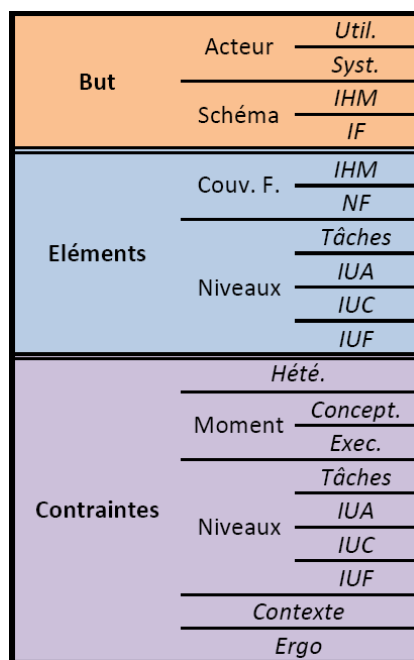 But
Acteur
Util.
Syst.
Schéma
IHM
IF
Eléments
Couv. F.
IHM
NF
Niveaux
Tâches
IUA
IUC
IUF
Contraintes
Hété.
Moment
Concept.
Exec.
Niveaux
Tâches
IUA
IUC
IUF
Contexte
Ergo